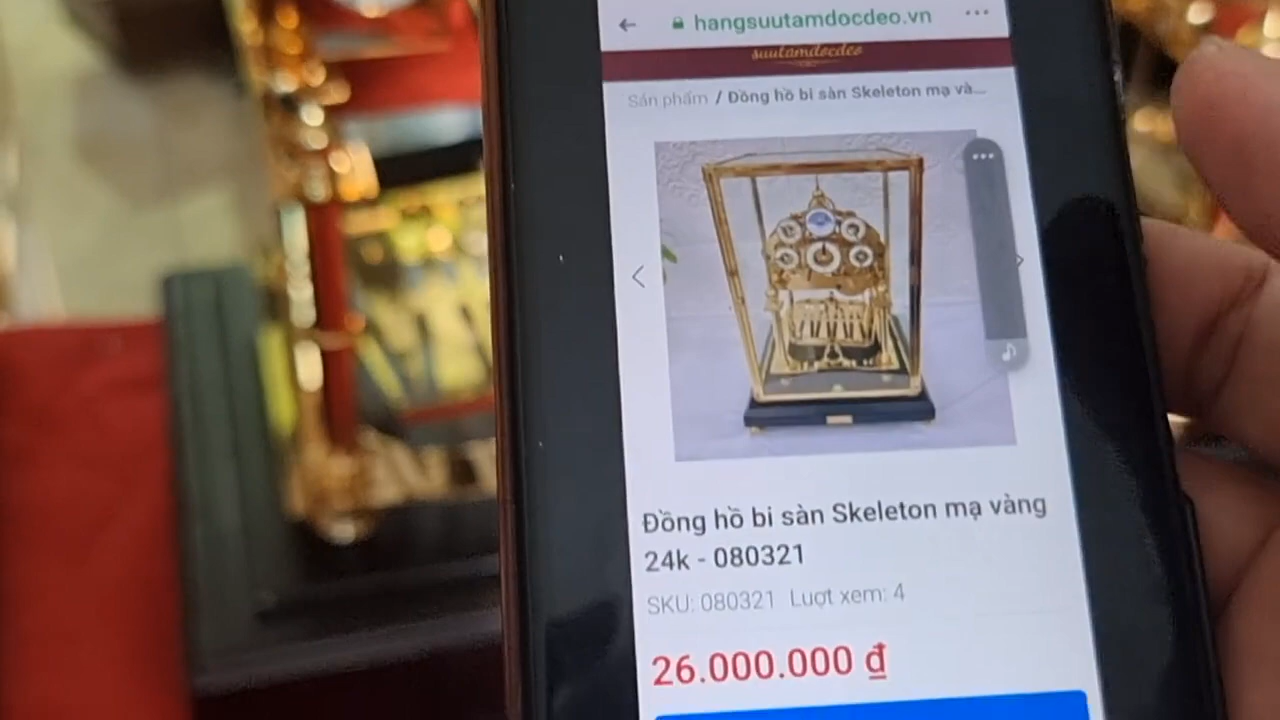 hangsuutamdocdeo.vn
suutamdocdeo
Sản phẩm / Đồng hồ bi sàn Skeleton mạ và...
Đồng hồ bi sàn Skeleton mạ vàng
24k - 080321
SKU: 080321 Lượt xem: 4
26.000.000 ₫